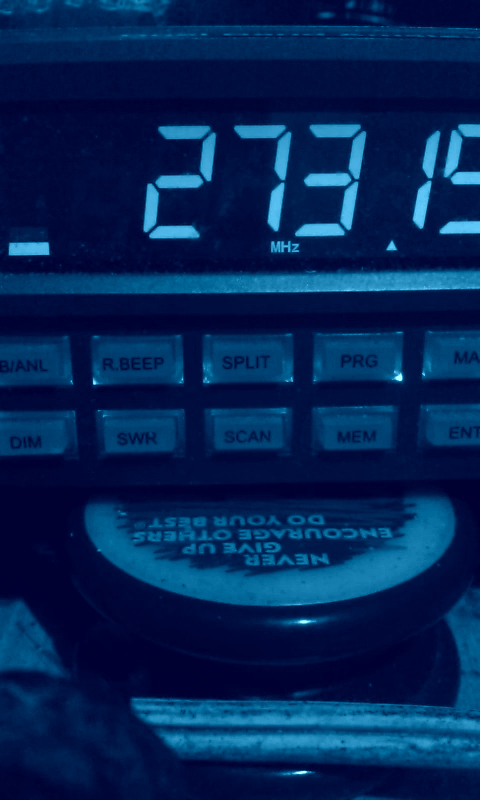 273.15
MHz
B/ANL R.BEEP SPLIT PRG MA
DIM SWR SCAN MEM ENT
NEVER
GIVE UP
ENCOURAGE OTHERS
DO YOUR BEST